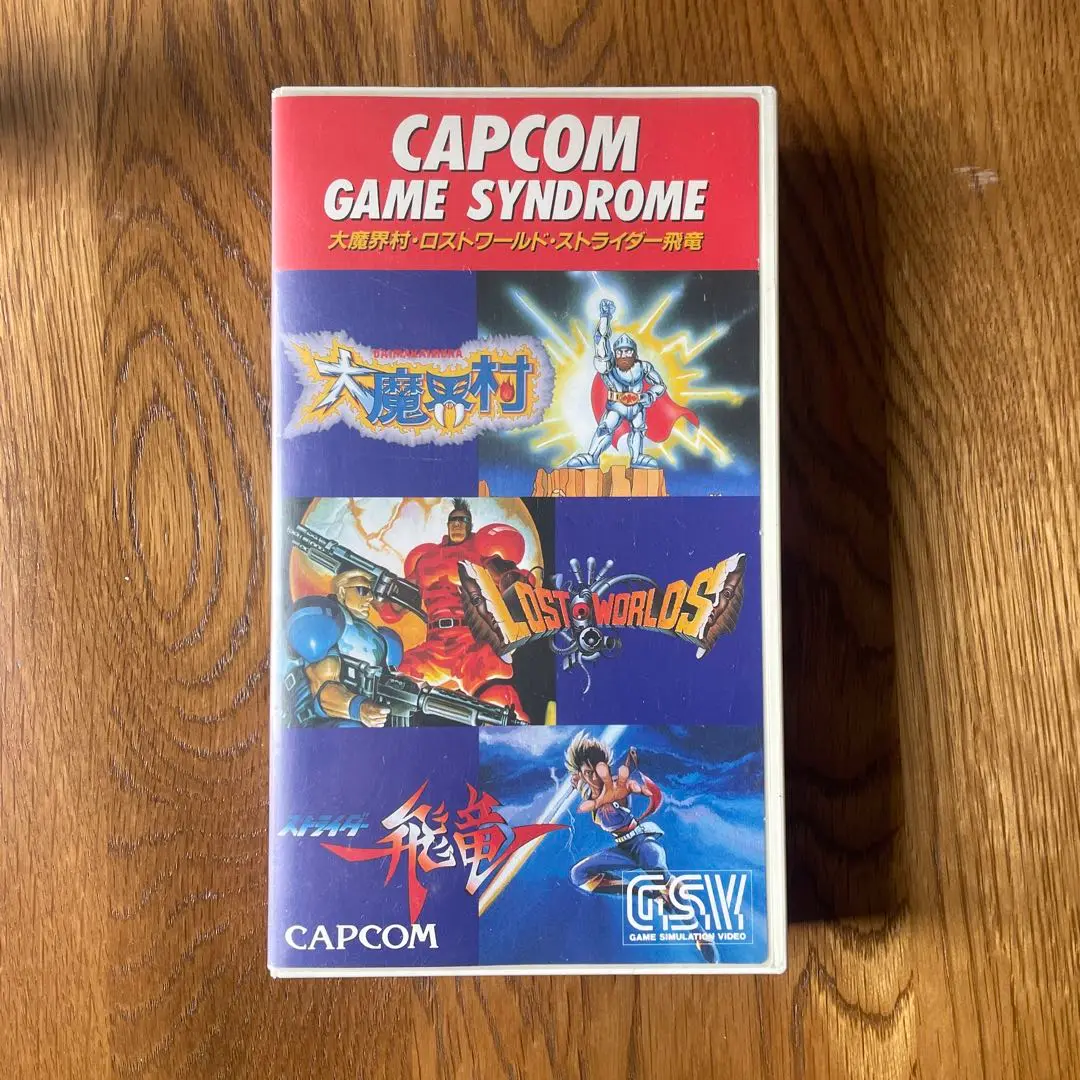 CAPCOM
GAME SYNDROME
大魔界村・ロストワールド・ストライダー飛竜
DAIMAKAIMURA
大魔界村
LOST WORLDS
ストライダー飛竜
CAPCOM
GSV
GAME SIMULATION VIDEO